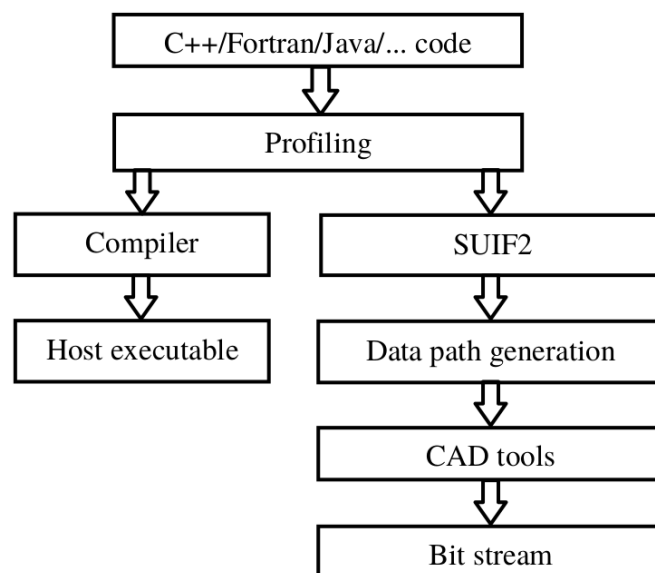 C++/Fortran/Java/... code
Profiling
Compiler
SUIF2
Host executable
Data path generation
CAD tools
Bit stream